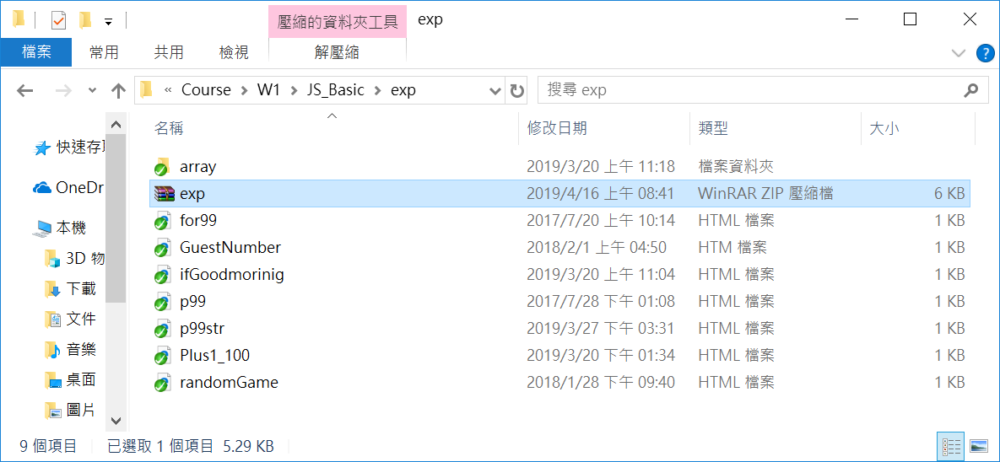 壓縮的資料夾工具 exp
檔案 常用 共用 檢視 解壓縮 ?
« Course > W1 > JS_Basic > exp 搜尋 exp
名稱 修改日期 類型 大小
快速存
OneDr
本機
3D 物
下載
文件
音樂
桌面
圖片
array 2019/3/20 上午 11:18 檔案資料夾
exp 2019/4/16 上午 08:41 WinRAR ZIP 壓縮檔 6 KB
for99 2017/7/20 上午 10:14 HTML 檔案 1 KB
GuestNumber 2018/2/1 上午 04:50 HTM 檔案 1 KB
ifGoodmorinig 2019/3/20 上午 11:04 HTML 檔案 1 KB
p99 2017/7/28 下午 01:08 HTML 檔案 1 KB
p99str 2019/3/27 下午 03:31 HTML 檔案 1 KB
Plus1_100 2019/3/20 下午 01:34 HTML 檔案 1 KB
randomGame 2018/1/28 下午 09:40 HTML 檔案 1 KB
9 個項目 已選取 1 個項目 5.29 KB